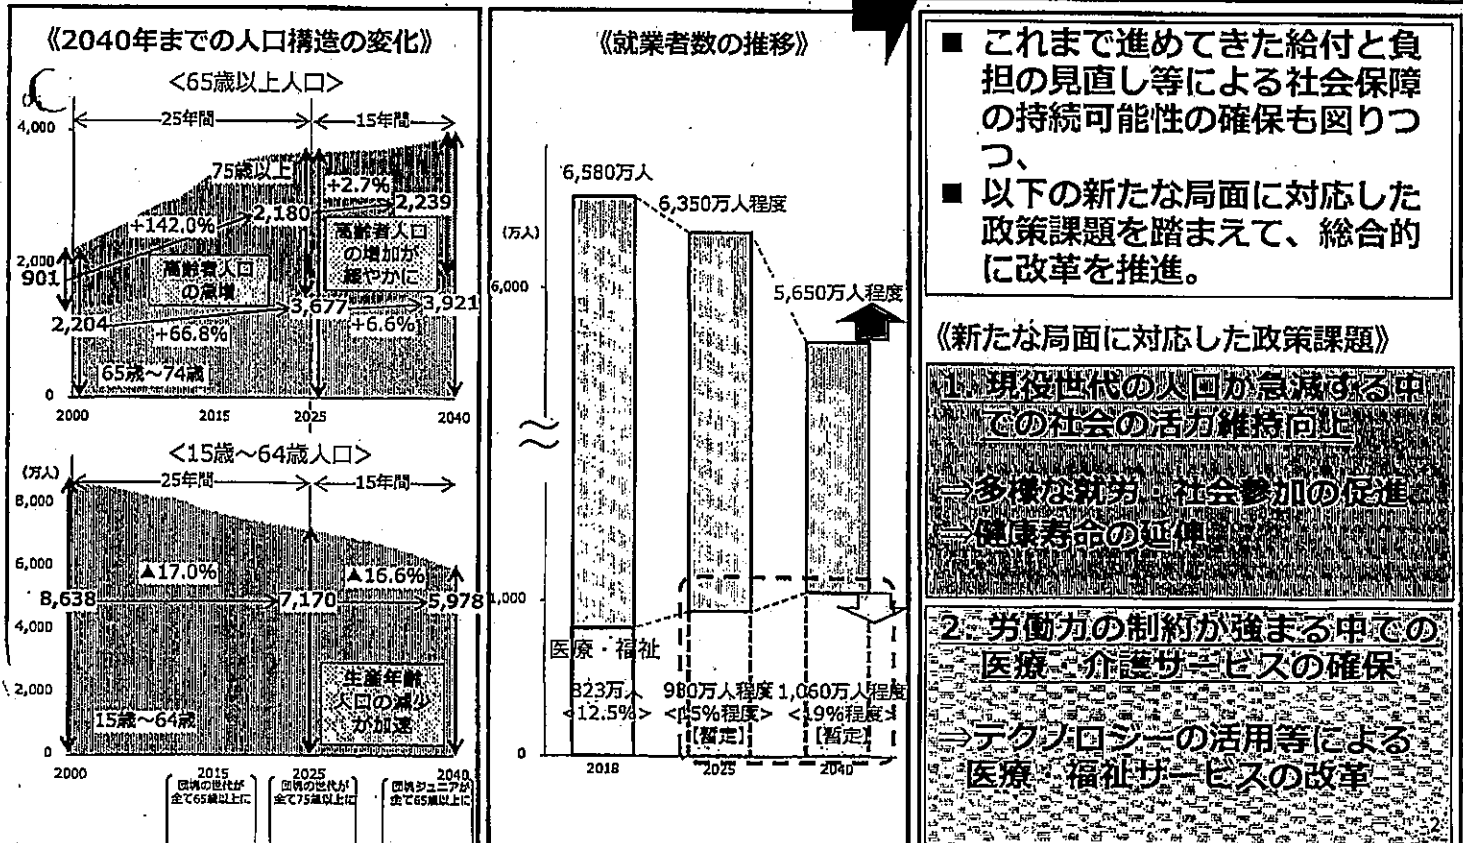 《2040年までの人口構造の変化》
<65歳以上人口>
25年間
15年間
4,000
75歳以上
+2.7%
2,180
2,239
+142.0%
高齢者人口
の増加が
緩やかに
2,000
901
高齢者人口
の急増
3,677
3,921
2,204
+66.8%
+6.6%
65歳～74歳
0
2000
2015
2025
2040
<15歳～64歳人口>
(万人)
25年間
15年間
8,000
6,000
▲17.0%
▲16.6%
8,638
7,170
5,978
4,000
生産年齢
人口の減少
が加速
2,000
15歳～64歳
0
2000
2015
2025
2040
団塊の世代が
全て65歳以上に
団塊の世代が
全て75歳以上に
団塊ジュニアが
全て65歳以上に
《就業者数の推移》
6,580万人
6,350万人程度
(万人)
6,000
5,650万人程度
1,000
医療・福祉
823万人
<12.5%>
980万人程度
<15%程度>
【暫定】
1,060万人程度
<19%程度>
【暫定】
0
2018
2025
2040
■ これまで進めてきた給付と負
担の見直し等による社会保障
の持続可能性の確保も図りつ
つ、
■ 以下の新たな局面に対応した
政策課題を踏まえて、総合的
に改革を推進。
《新たな局面に対応した政策課題》
1. 現役世代の人口が急減する中
での社会の活力維持向上
⇒多様な就労・社会参加の促進
⇒健康寿命の延伸
2. 労働力の制約が強まる中での
医療・介護サービスの確保
⇒テクノロジーの活用等による
医療・福祉サービスの改革
2